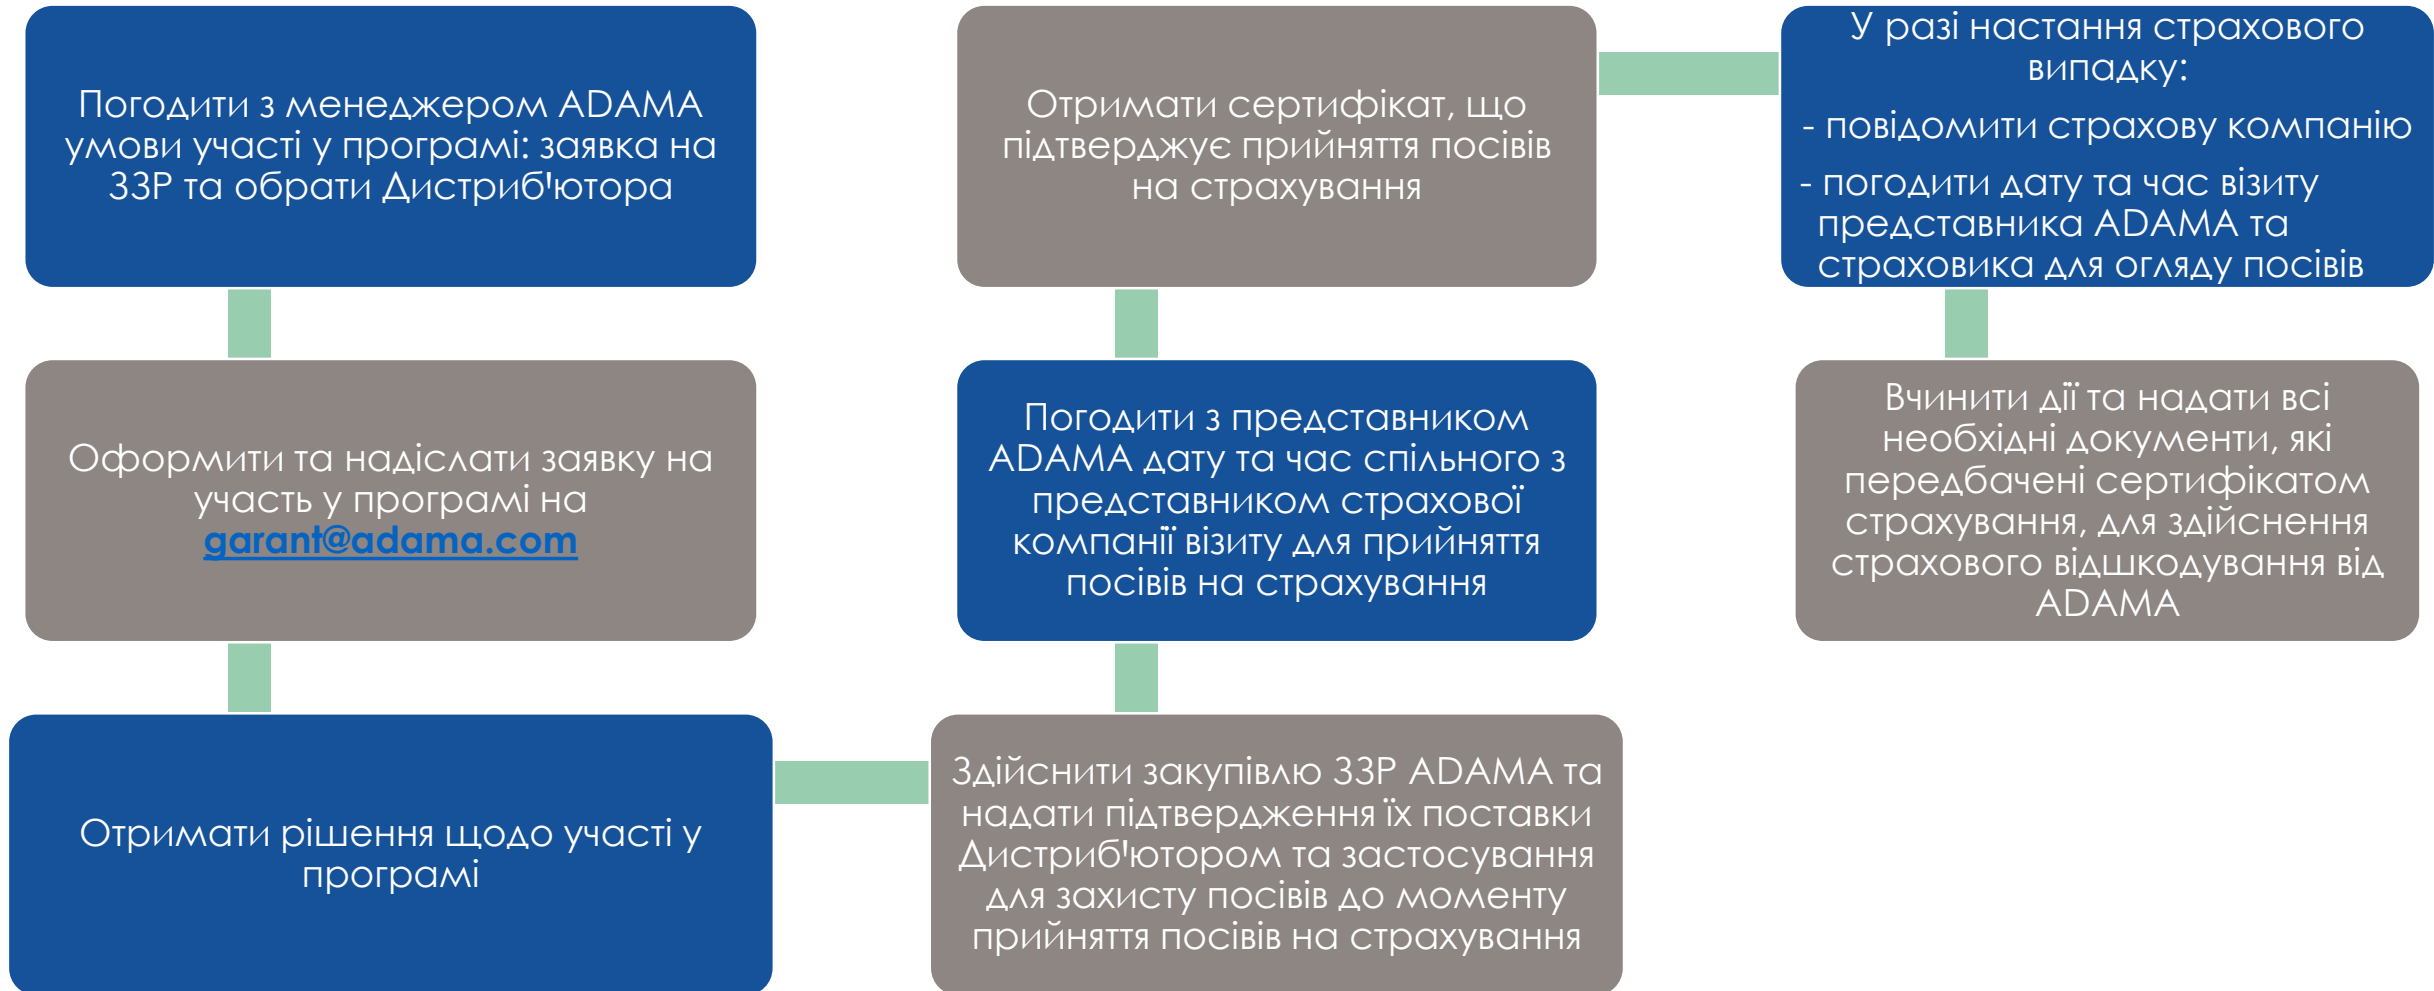 Погодити з менеджером ADAMA
умови участі у програмі: заявка на
ЗЗР та обрати Дистриб'ютора
Оформити та надіслати заявку на
участь у програмі на
garant@adama.com
Отримати рішення щодо участі у
програмі
Здійснити закупівлю ЗЗР ADAMA та
надати підтвердження їх поставки
Дистриб'ютором та застосування
для захисту посівів до моменту
прийняття посівів на страхування
Погодити з представником
ADAMA дату та час спільного з
представником страхової
компанії візиту для прийняття
посівів на страхування
Отримати сертифікат, що
підтверджує прийняття посівів
на страхування
У разі настання страхового
випадку:
- повідомити страхову компанію
- погодити дату та час візиту
представника ADAMA та
страховика для огляду посівів
Вчинити дії та надати всі
необхідні документи, які
передбачені сертифікатом
страхування, для здійснення
страхового відшкодування від
ADAMA